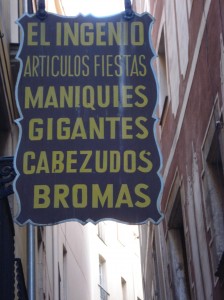 EL INGENIO
ARTICULOS FIESTAS
MANIQUIES
GIGANTES
CABEZUDOS
BROMAS